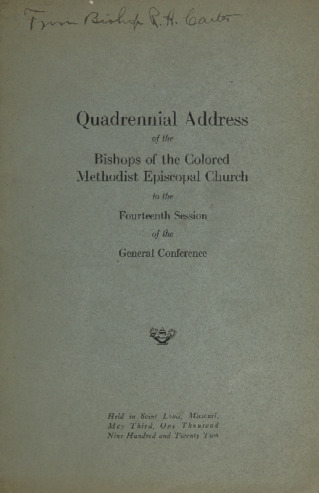 From Bishop R. H. Carter
Quadrennial Address
of the
Bishops of the Colored
Methodist Episcopal Church
to the
Fourteenth Session
of the
General Conference
Held in Saint Louis, Missouri,
May Third, One Thousand
Nine Hundred and Twenty Two